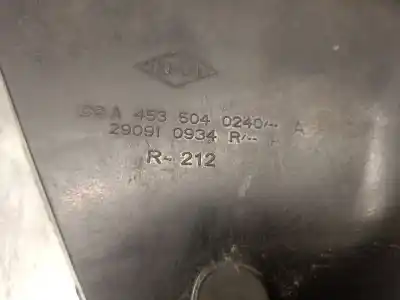 A 453 504 0240/-- A
29091 0934 R/--
R- 212